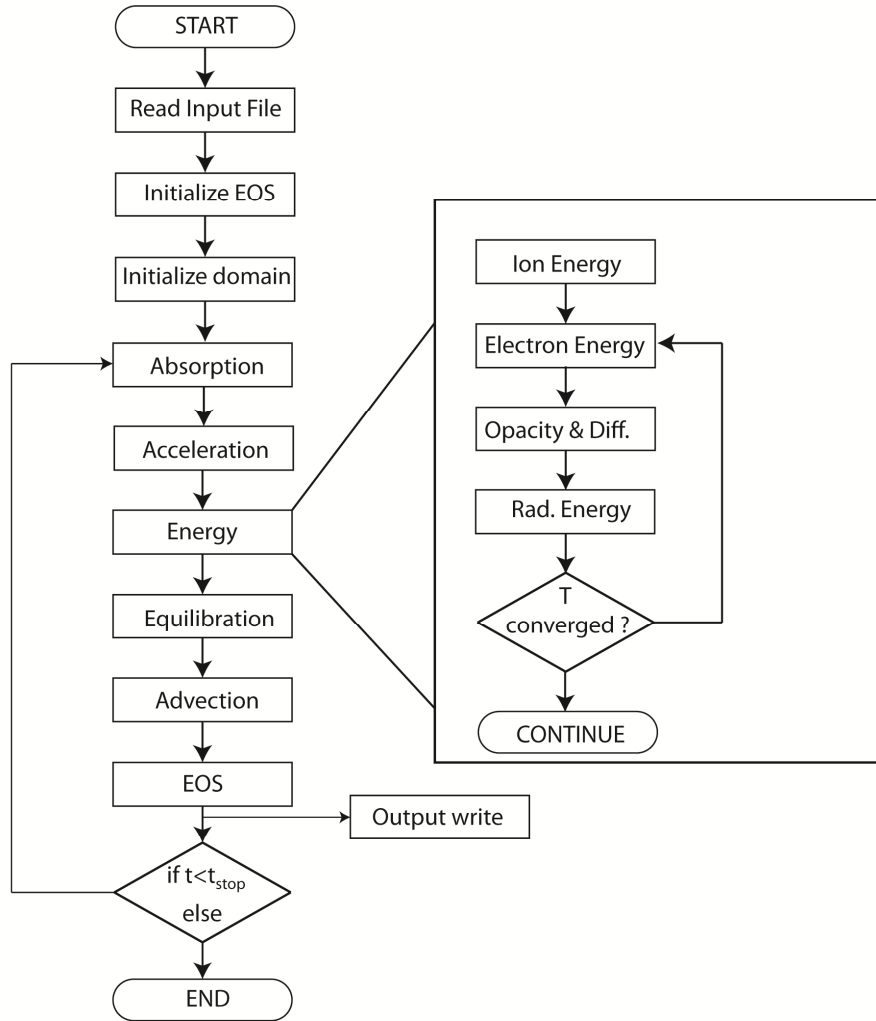 START
Read Input File
Initialize EOS
Initialize domain
Absorption
Acceleration
Energy
Equilibration
Advection
EOS
Output write
if t<t_stop
else
END
Ion Energy
Electron Energy
Opacity & Diff.
Rad. Energy
T
converged ?
CONTINUE